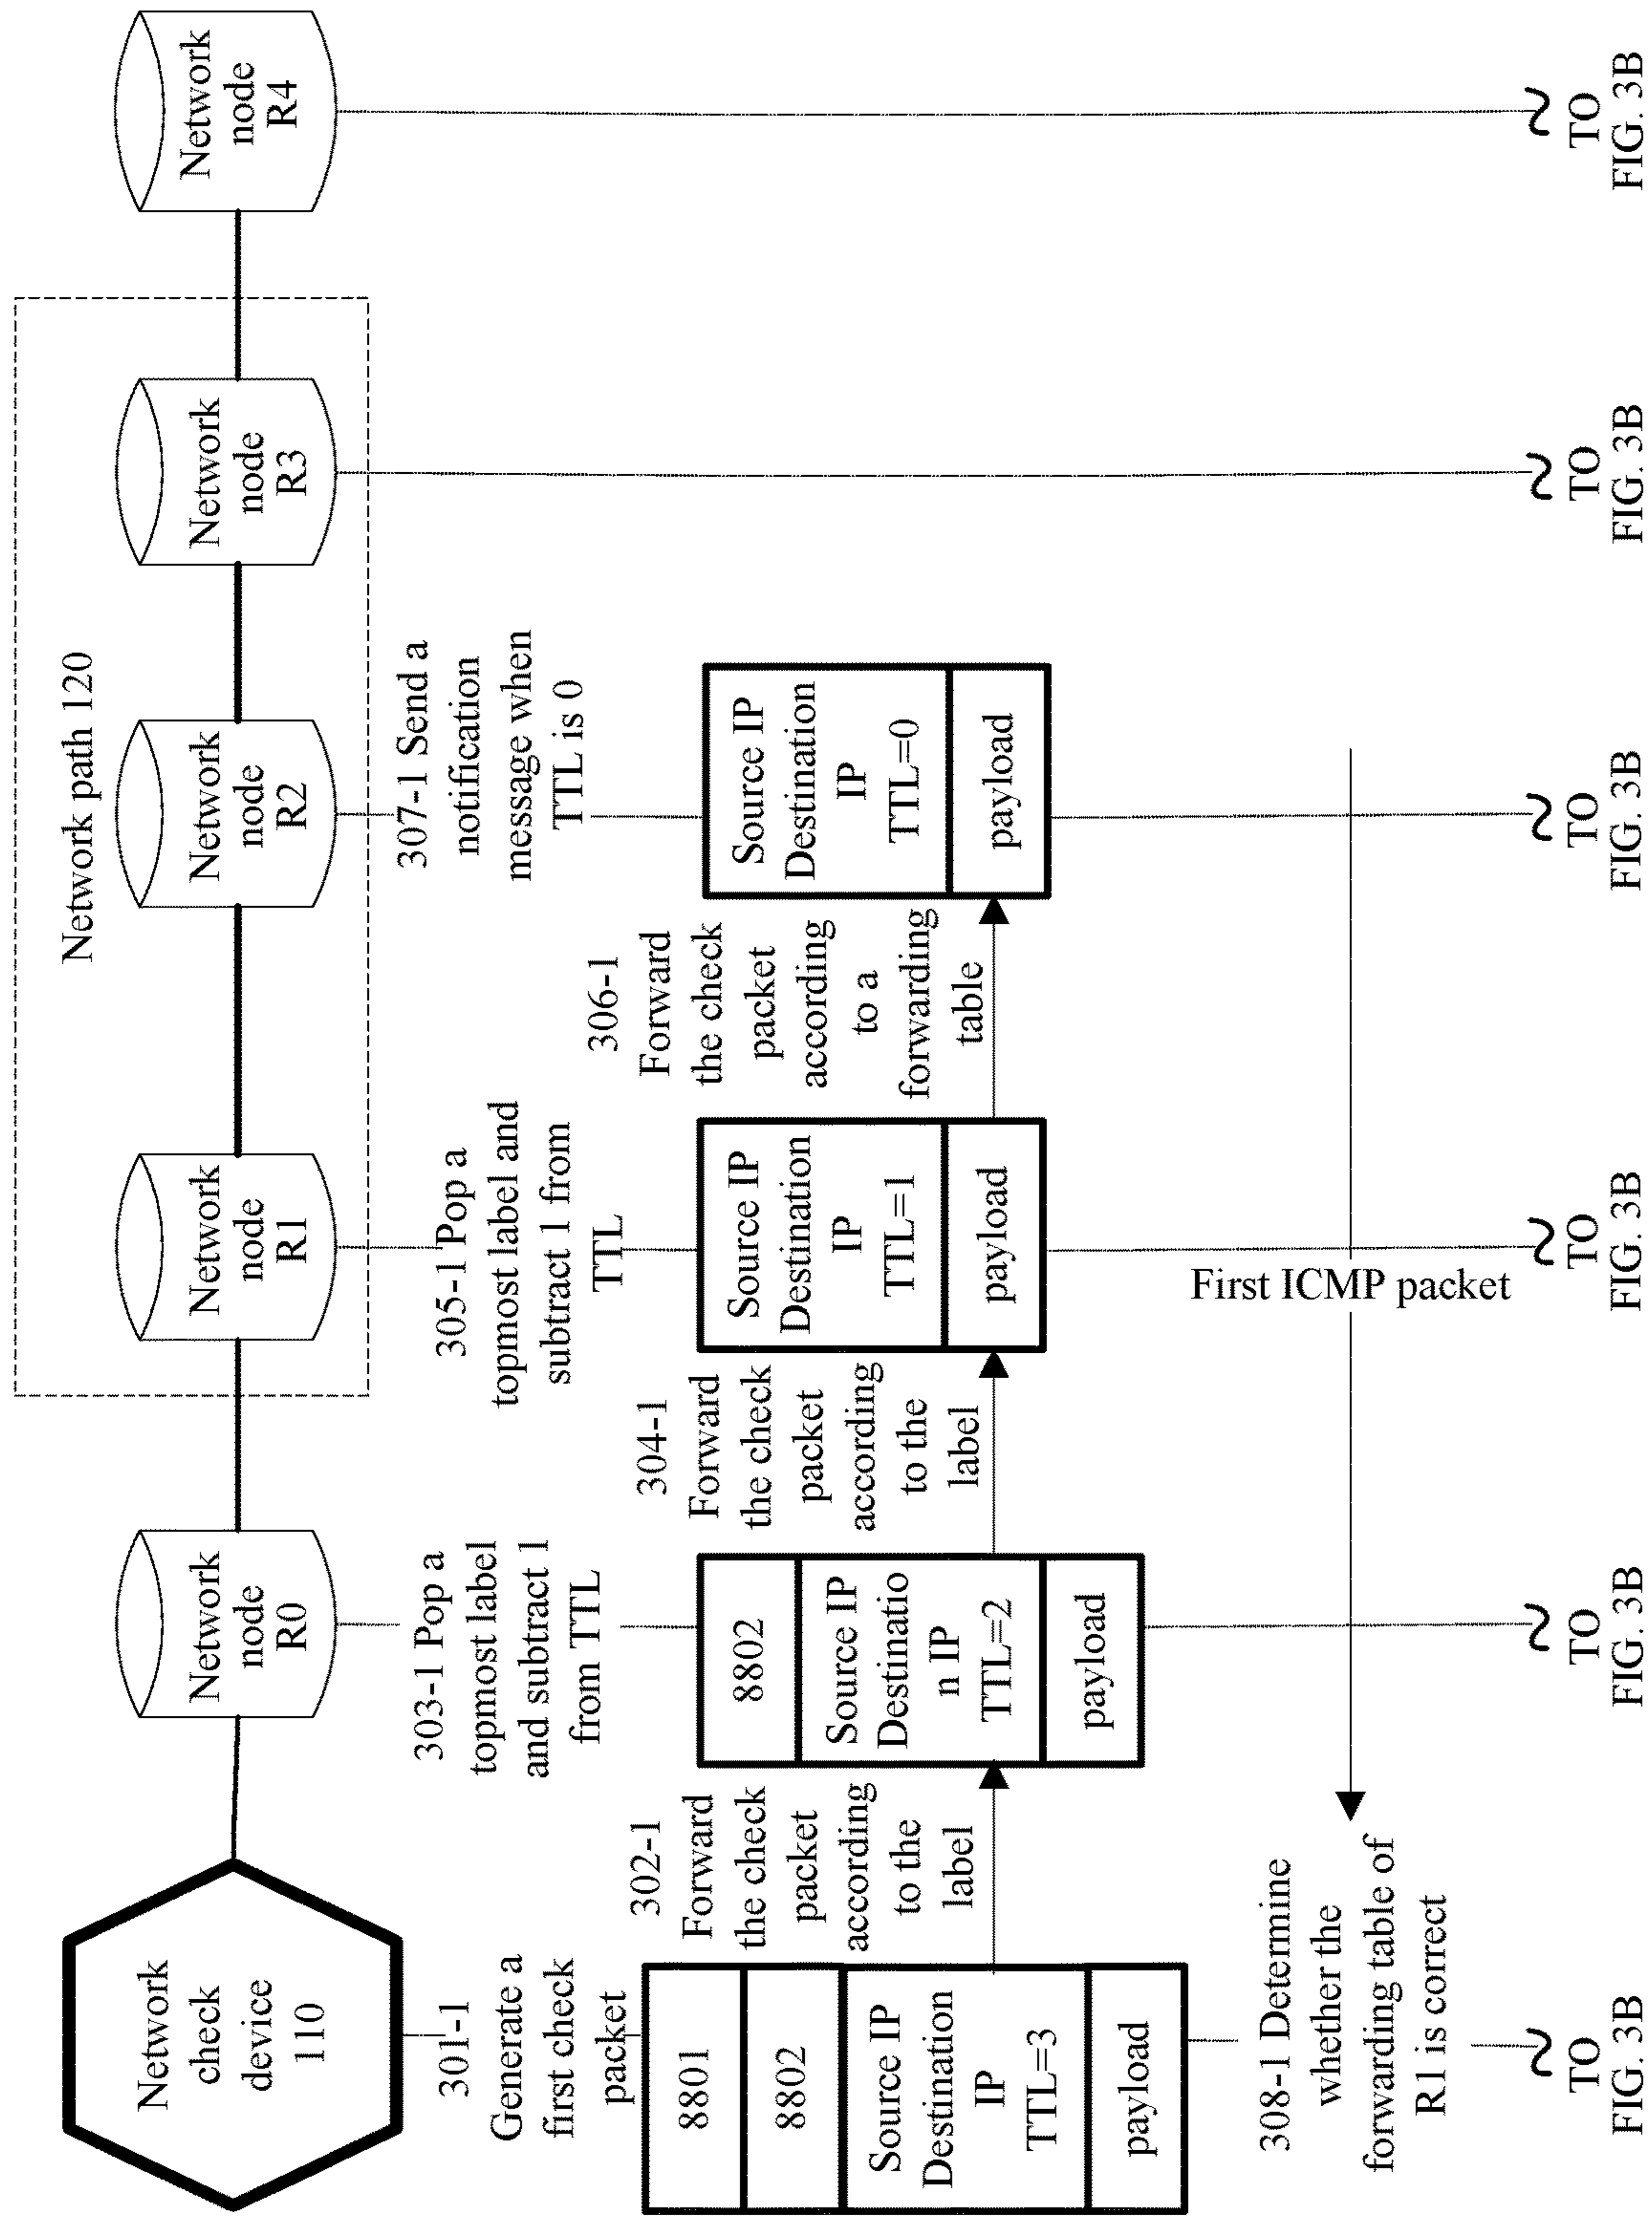 Network
check
device
110
Network
node
R0
Network path 120
Network
node
R1
Network
node
R2
Network
node
R3
Network
node
R4
301-1
Generate a
first check
packet
8801
8802
Source IP
Destination
IP
TTL=3
payload
302-1
Forward
the check
packet
according
to the
label
303-1 Pop a
topmost label
and subtract 1
from TTL
8802
Source IP
Destinatio
n IP
TTL=2
payload
304-1
Forward
the check
packet
according
to the
label
305-1 Pop a
topmost label and
subtract 1 from
TTL
Source IP
Destination
IP
TTL=1
payload
306-1
Forward
the check
packet
according
to a
forwarding
table
307-1 Send a
notification
message when
TTL is 0
Source IP
Destination
IP
TTL=0
payload
First ICMP packet
308-1 Determine
whether the
forwarding table of
R1 is correct
TO
FIG. 3B
TO
FIG. 3B
TO
FIG. 3B
TO
FIG. 3B
TO
FIG. 3B
TO
FIG. 3B